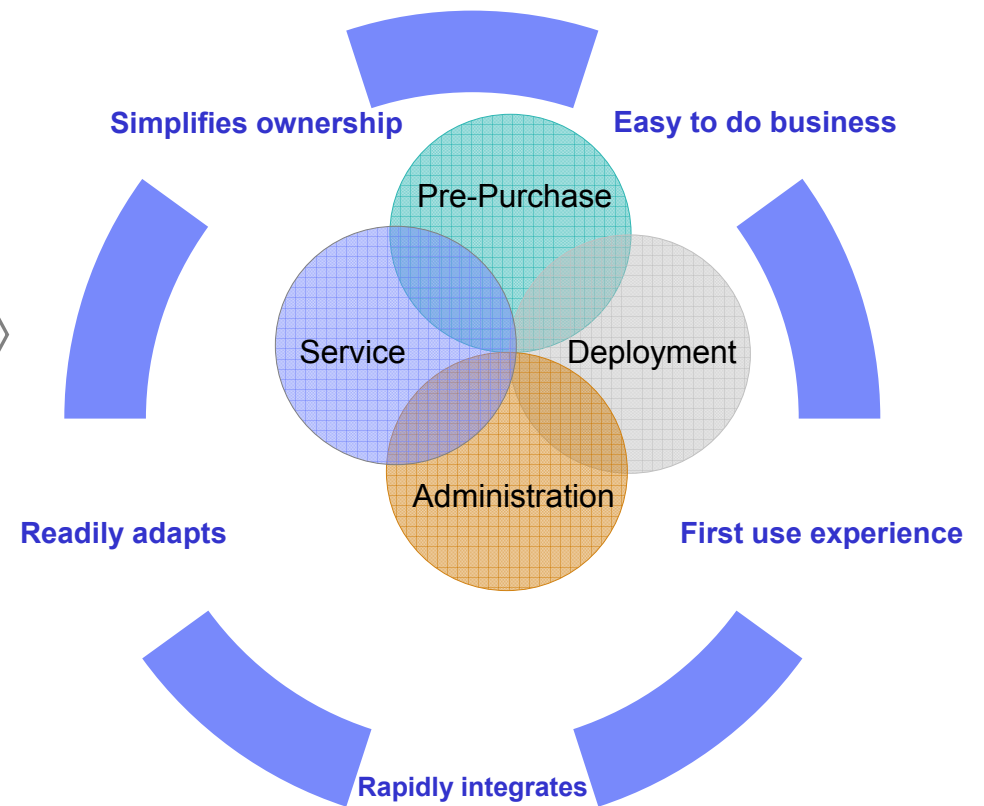 Simplifies ownership
Easy to do business
Pre-Purchase
Service
Deployment
Administration
Readily adapts
First use experience
Rapidly integrates